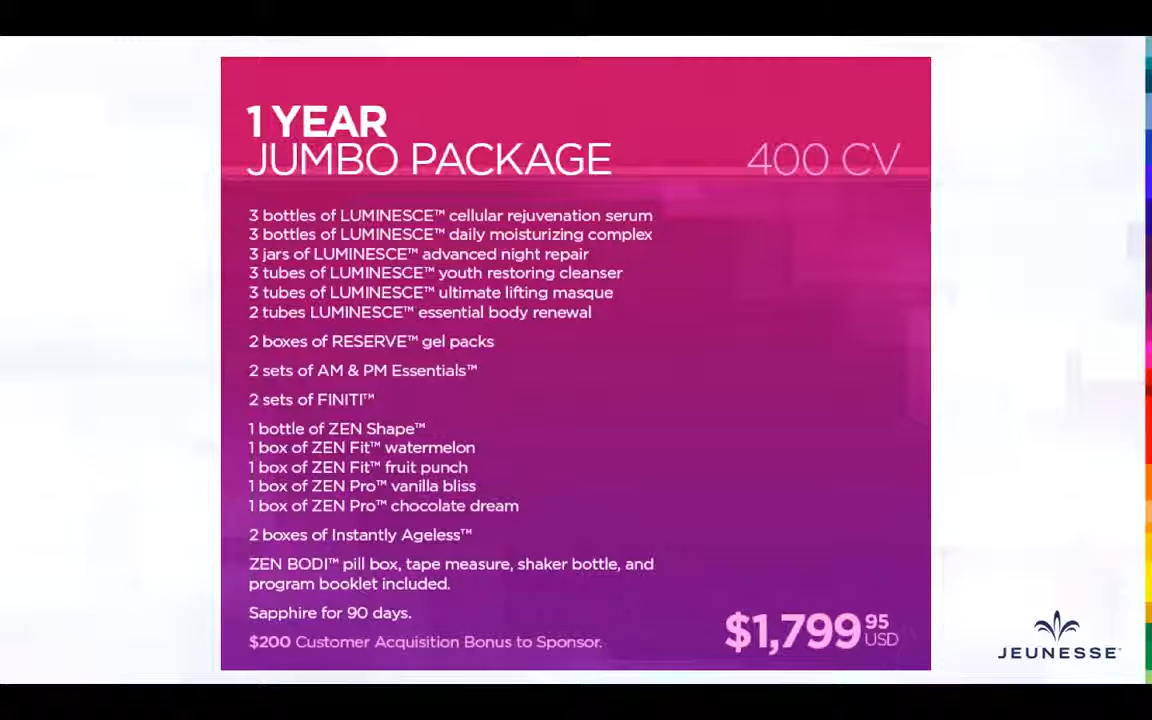 1 YEAR
JUMBO PACKAGE
400 CV
3 bottles of LUMINESCE™ cellular rejuvenation serum
3 bottles of LUMINESCE™ daily moisturizing complex
3 jars of LUMINESCE™ advanced night repair
3 tubes of LUMINESCE™ youth restoring cleanser
3 tubes of LUMINESCE™ ultimate lifting masque
2 tubes LUMINESCE™ essential body renewal
2 boxes of RESERVE™ gel packs
2 sets of AM & PM Essentials™
2 sets of FINITI™
1 bottle of ZEN Shape™
1 box of ZEN Fit™ watermelon
1 box of ZEN Fit™ fruit punch
1 box of ZEN Pro™ vanilla bliss
1 box of ZEN Pro™ chocolate dream
2 boxes of Instantly Ageless™
ZEN BODI™ pill box, tape measure, shaker bottle, and
program booklet included.
Sapphire for 90 days.
$200 Customer Acquisition Bonus to Sponsor.
$1,799 95 USD
JEUNESSE